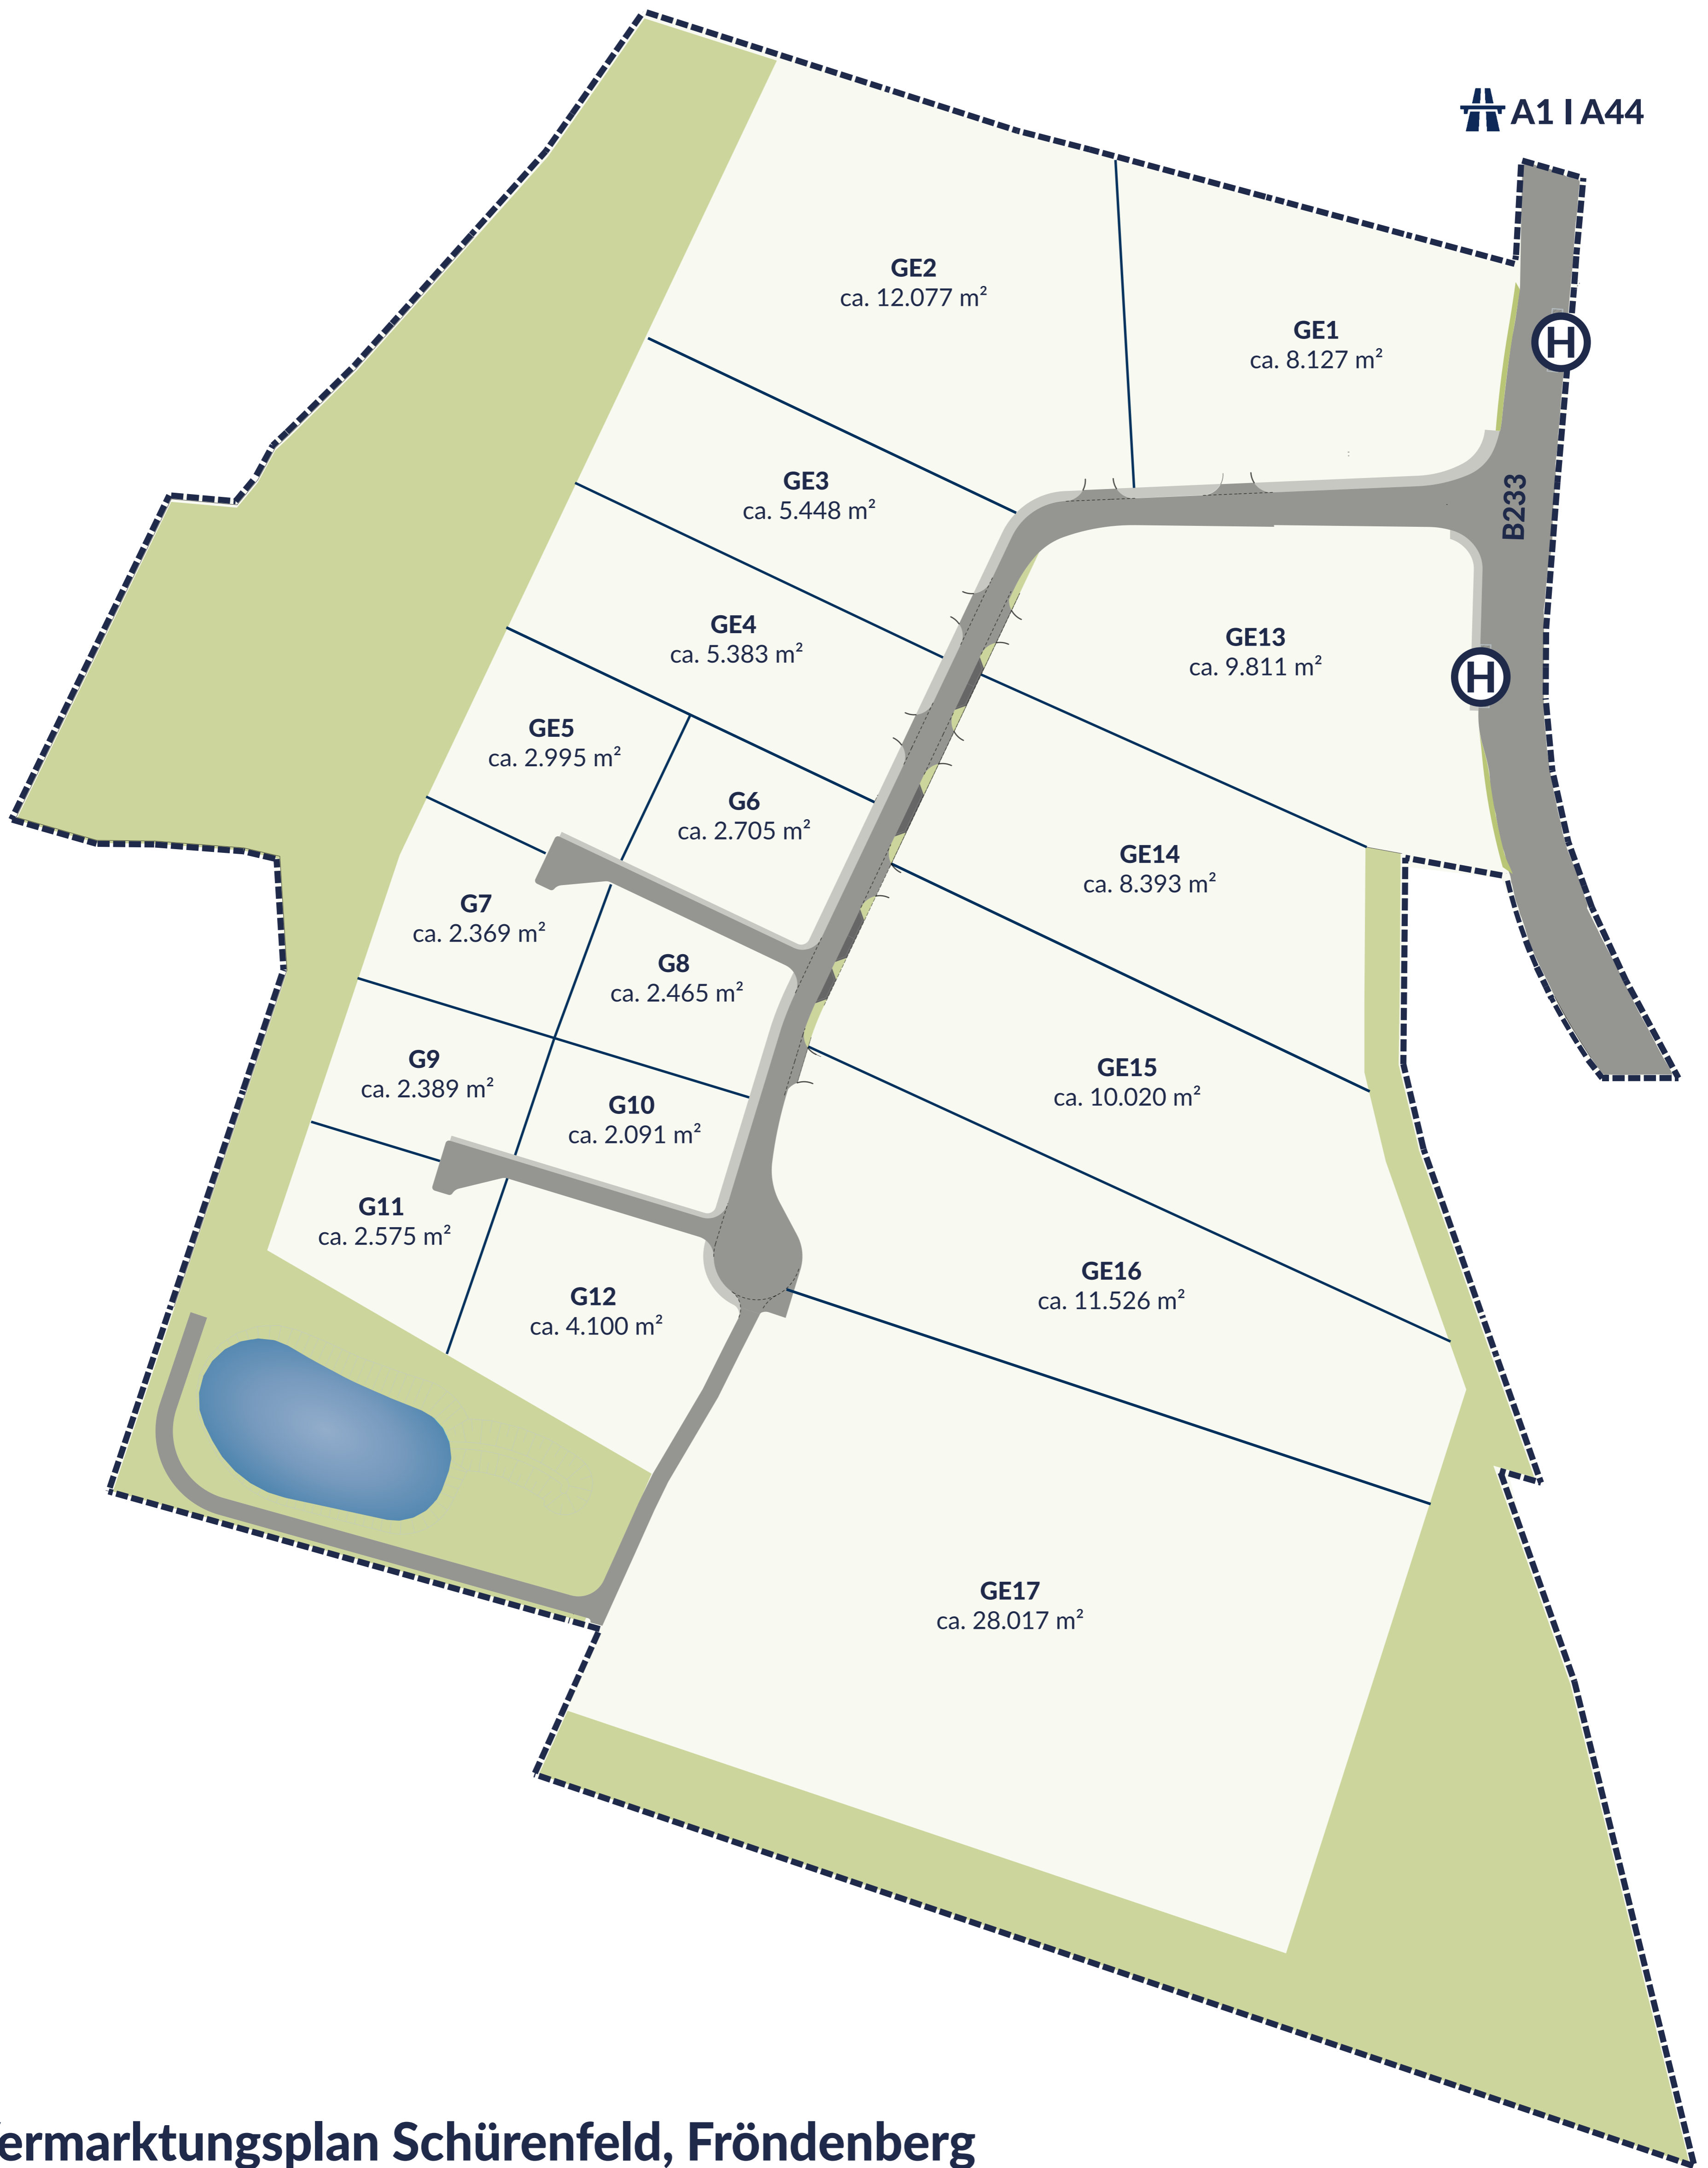 A1 I A44
GE2
ca. 12.077 m²
GE1
ca. 8.127 m²
H
GE3
ca. 5.448 m²
B233
GE4
ca. 5.383 m²
GE13
ca. 9.811 m²
H
GE5
ca. 2.995 m²
G6
ca. 2.705 m²
GE14
ca. 8.393 m²
G7
ca. 2.369 m²
G8
ca. 2.465 m²
G9
ca. 2.389 m²
GE15
ca. 10.020 m²
G10
ca. 2.091 m²
G11
ca. 2.575 m²
GE16
ca. 11.526 m²
G12
ca. 4.100 m²
GE17
ca. 28.017 m²
ermarktungsplan Schürenfeld, Fröndenberg